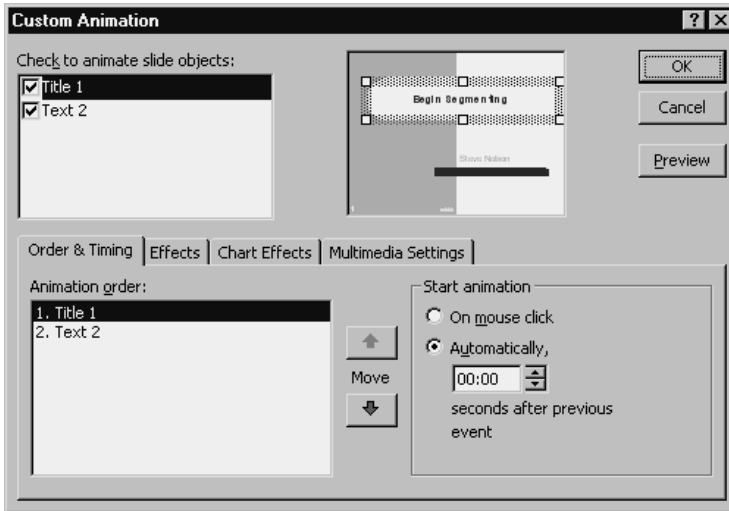 Custom Animation
Check to animate slide objects:
Title 1
Text 2
Begin Segmenting
Steve Nelson
OK
Cancel
Preview
Order & Timing
Effects
Chart Effects
Multimedia Settings
Animation order:
1. Title 1
2. Text 2
Move
Start animation
On mouse click
Automatically,
00:00
seconds after previous
event